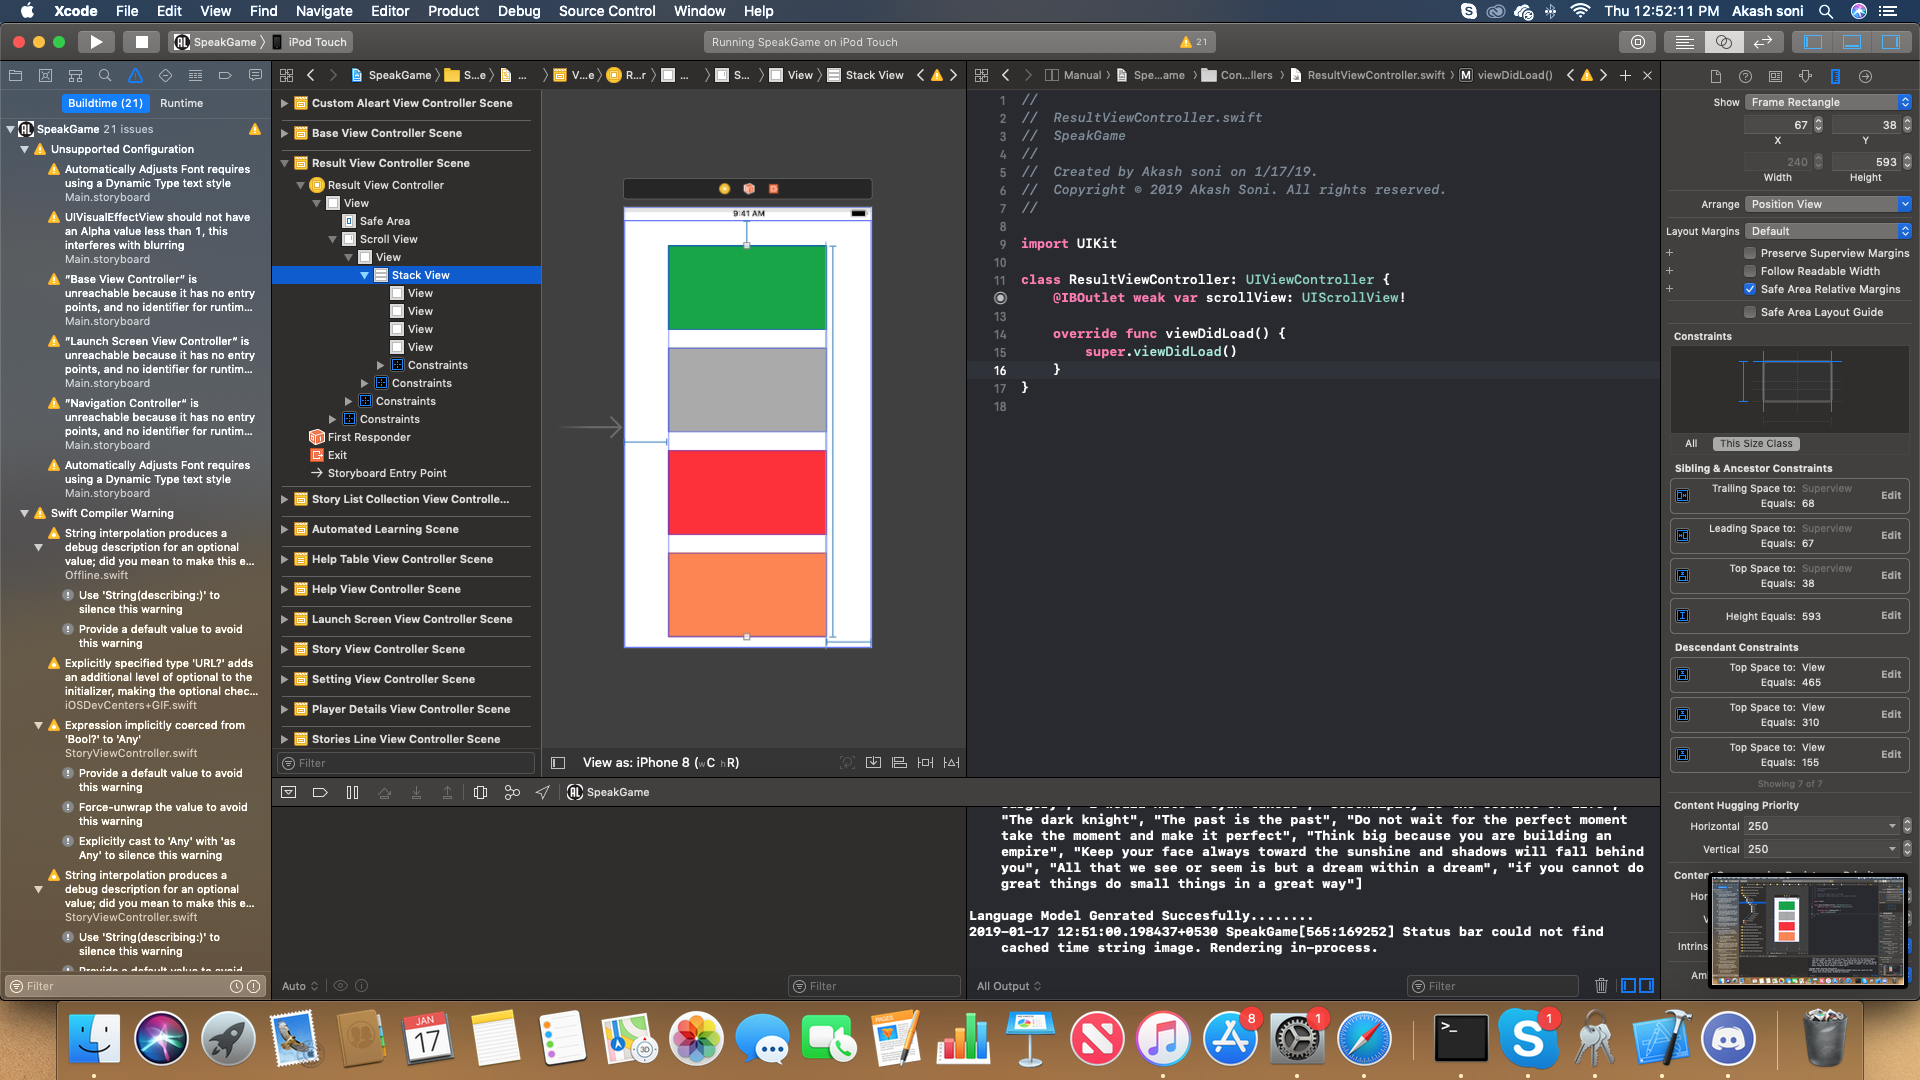 Xcode File Edit View Find Navigate Editor Product Debug Source Control Window Help
Thu 12:52:11 PM Akash soni
SpeakGame iPod Touch
Running SpeakGame on iPod Touch
21
Buildtime (21) Runtime
SpeakGame 21 issues
Unsupported Configuration
Automatically Adjusts Font requires
using a Dynamic Type text style
Main.storyboard
UIVisualEffectView should not have
an Alpha value less than 1, this
interferes with blurring
Main.storyboard
"Base View Controller" is
unreachable because it has no entry
points, and no identifier for runtim...
Main.storyboard
"Launch Screen View Controller" is
unreachable because it has no entry
points, and no identifier for runtim...
Main.storyboard
"Navigation Controller" is
unreachable because it has no entry
points, and no identifier for runtim...
Main.storyboard
Automatically Adjusts Font requires
using a Dynamic Type text style
Main.storyboard
Swift Compiler Warning
String interpolation produces a
debug description for an optional
value; did you mean to make this e...
Offline.swift
Use 'String(describing:)' to
silence this warning
Provide a default value to avoid
this warning
Explicitly specified type 'URL?' adds
an additional level of optional to the
initializer, making the optional chec...
iOSDevCenters+GIF.swift
Expression implicitly coerced from
'Bool?' to 'Any'
StoryViewController.swift
Provide a default value to avoid
this warning
Force-unwrap the value to avoid
this warning
Explicitly cast to 'Any' with 'as
Any' to silence this warning
String interpolation produces a
debug description for an optional
value; did you mean to make this e...
StoryViewController.swift
Use 'String(describing:)' to
silence this warning
Provide a default value to avoid
Filter
SpeakGame S...e ... V...e R...r ... S... View Stack View
Custom Aleart View Controller Scene
Base View Controller Scene
Result View Controller Scene
Result View Controller
View
Safe Area
Scroll View
View
Stack View
View
View
View
View
Constraints
Constraints
Constraints
Constraints
First Responder
Exit
Storyboard Entry Point
Story List Collection View Controlle...
Automated Learning Scene
Help Table View Controller Scene
Help View Controller Scene
Launch Screen View Controller Scene
Story View Controller Scene
Setting View Controller Scene
Player Details View Controller Scene
Stories Line View Controller Scene
Filter
9:41 AM
View as: iPhone 8 (wC hR)
Manual Spe...ame Con...llers ResultViewController.swift M viewDidLoad()
1 //
2 // ResultViewController.swift
3 // SpeakGame
4 //
5 // Created by Akash soni on 1/17/19.
6 // Copyright © 2019 Akash Soni. All rights reserved.
7 //
8
9 import UIKit
10
11 class ResultViewController: UIViewController {
@IBOutlet weak var scrollView: UIScrollView!
13
14 override func viewDidLoad() {
15 super.viewDidLoad()
16 }
17 }
18
Show Frame Rectangle
67 38
X Y
240 593
Width Height
Arrange Position View
Layout Margins Default
Preserve Superview Margins
Follow Readable Width
Safe Area Relative Margins
Safe Area Layout Guide
Constraints
All This Size Class
Sibling & Ancestor Constraints
Trailing Space to: Superview
Equals: 68
Edit
Leading Space to: Superview
Equals: 67
Edit
Top Space to: Superview
Equals: 38
Edit
Height Equals: 593 Edit
Descendant Constraints
Top Space to: View
Equals: 465
Edit
Top Space to: View
Equals: 310
Edit
Top Space to: View
Equals: 155
Edit
Showing 7 of 7
Content Hugging Priority
Horizontal 250
Vertical 250
SpeakGame
"The dark knight", "The past is the past", "Do not wait for the perfect moment
take the moment and make it perfect", "Think big because you are building an
empire", "Keep your face always toward the sunshine and shadows will fall behind
you", "All that we see or seem is but a dream within a dream", "if you cannot do
great things do small things in a great way"]
Language Model Genrated Succesfully........
2019-01-17 12:51:00.198437+0530 SpeakGame[565:169252] Status bar could not find
cached time string image. Rendering in-process.
Auto Filter
All Output Filter
JAN
17
PAGES
3D
8
1
1